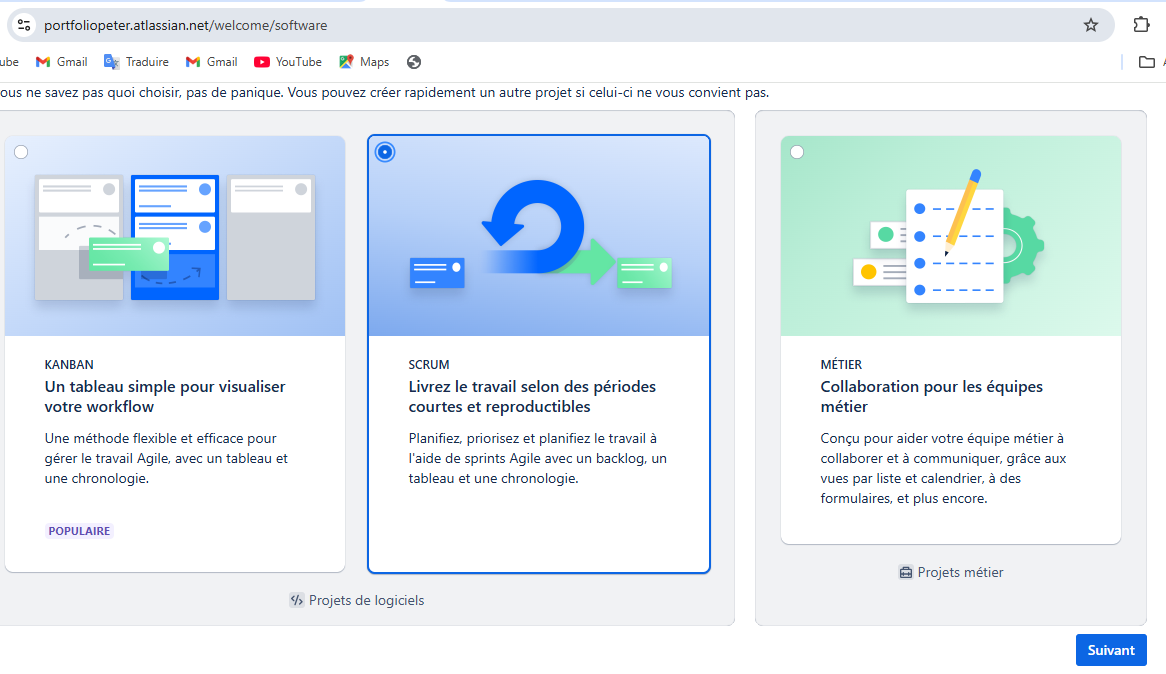 portfoliopeter.atlassian.net/welcome/software
ube Gmail Traduire Gmail YouTube Maps
ous ne savez pas quoi choisir, pas de panique. Vous pouvez créer rapidement un autre projet si celui-ci ne vous convient pas.
KANBAN
Un tableau simple pour visualiser
votre workflow
Une méthode flexible et efficace pour
gérer le travail Agile, avec un tableau et
une chronologie.
POPULAIRE
SCRUM
Livrez le travail selon des périodes
courtes et reproductibles
Planifiez, priorisez et planifiez le travail à
l'aide de sprints Agile avec un backlog, un
tableau et une chronologie.
Projets de logiciels
MÉTIER
Collaboration pour les équipes
métier
Conçu pour aider votre équipe métier à
collaborer et à communiquer, grâce aux
vues par liste et calendrier, à des
formulaires, et plus encore.
Projets métier
Suivant